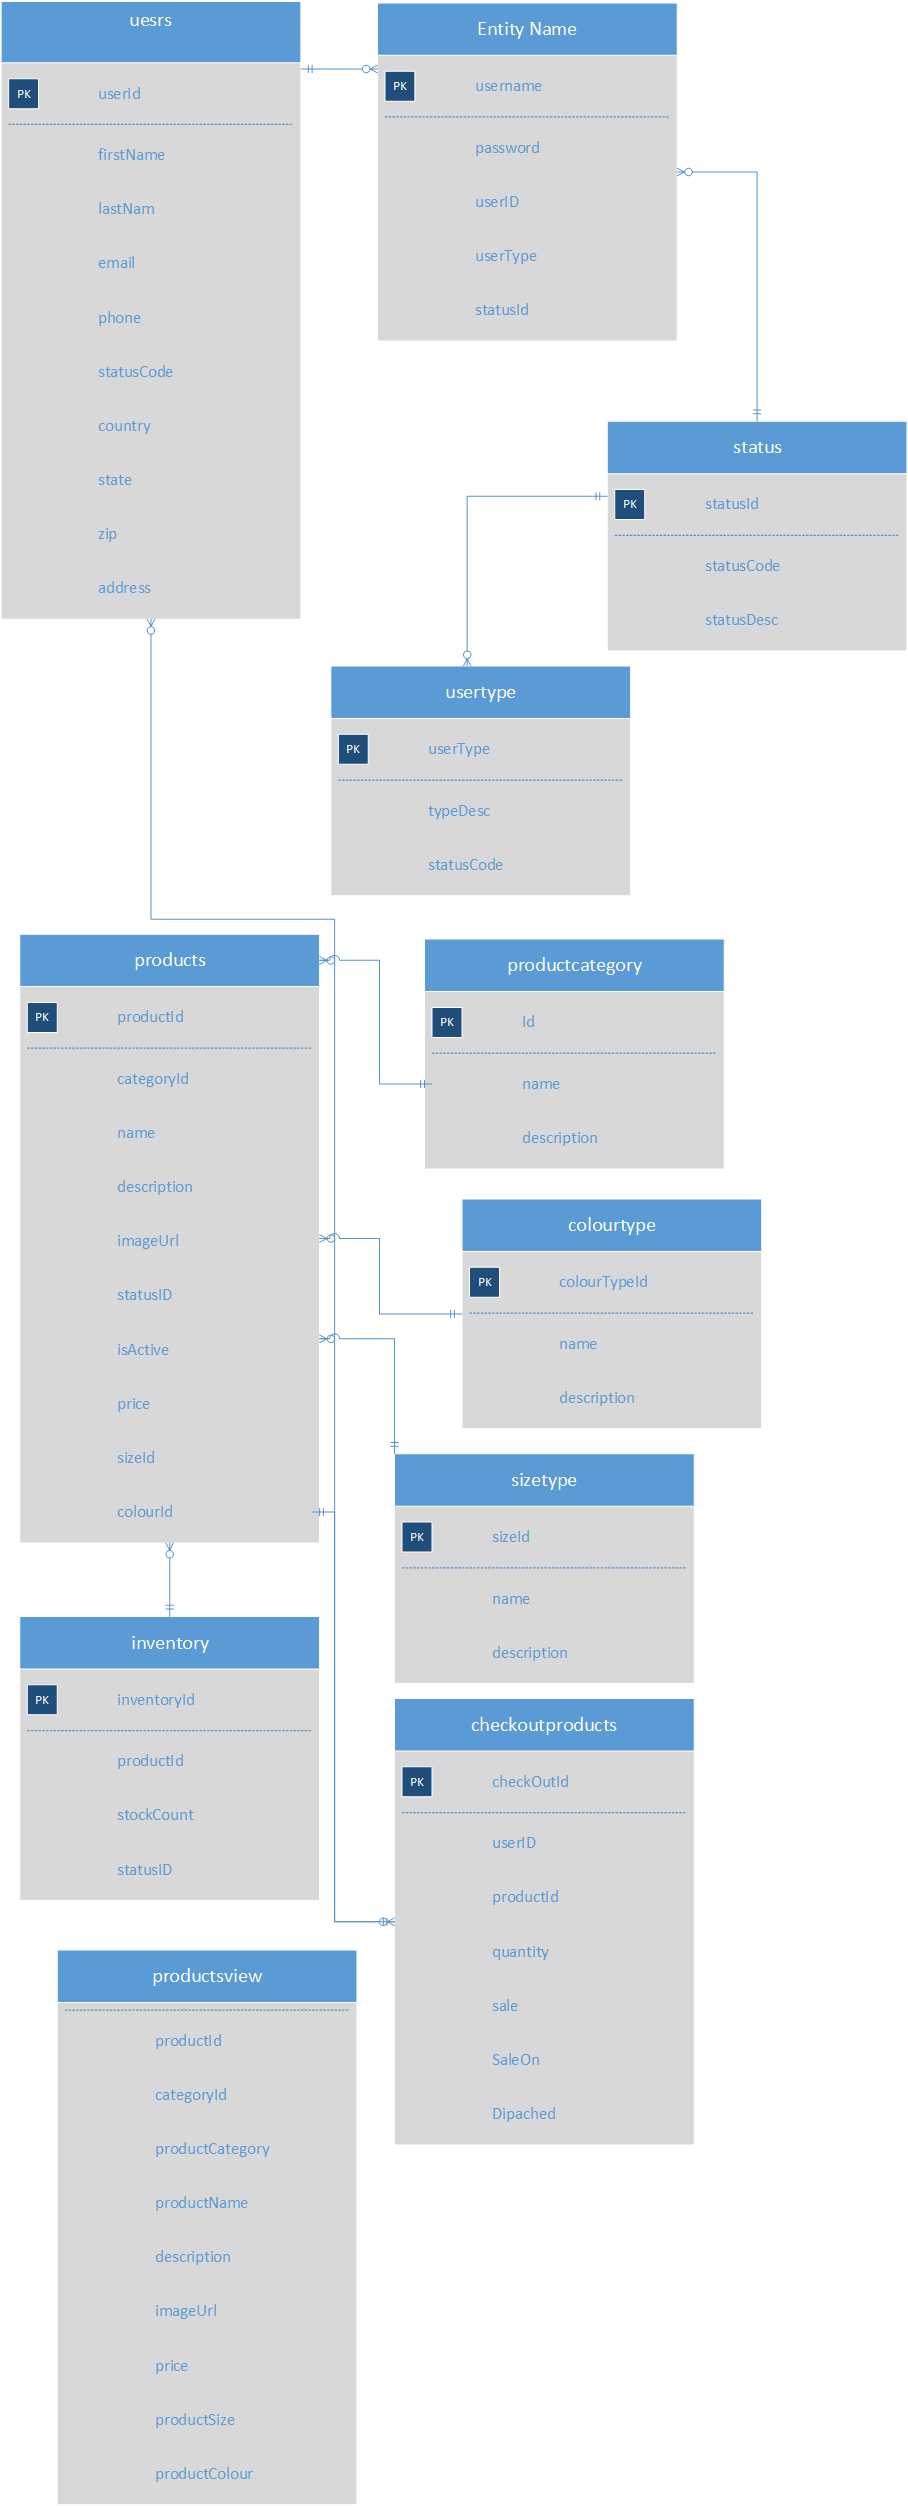 uesrs
PK
userId
firstName
lastNam
email
phone
statusCode
country
state
zip
address
Entity Name
PK
username
password
userID
userType
statusId
status
PK
statusId
statusCode
statusDesc
usertype
PK
userType
typeDesc
statusCode
products
PK
productId
categoryId
name
description
imageUrl
statusID
isActive
price
sizeId
colourId
productcategory
PK
Id
name
description
colourtype
PK
colourTypeId
name
description
sizetype
PK
sizeId
name
description
inventory
PK
inventoryId
productId
stockCount
statusID
checkoutproducts
PK
checkOutId
userID
productId
quantity
sale
SaleOn
Dipached
productsview
productId
categoryId
productCategory
productName
description
imageUrl
price
productSize
productColour